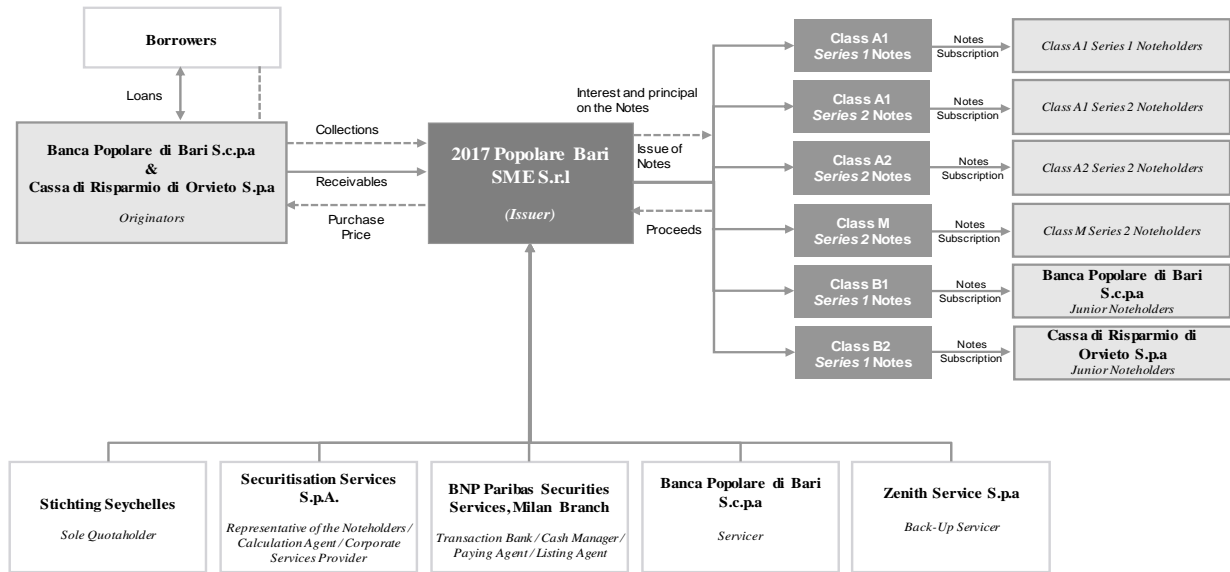 Borrowers
Loans
Banca Popolare di Bari S.c.p.a
&
Cassa di Risparmio di Orvieto S.p.a
Originators
Collections
Receivables
Purchase
Price
2017 Popolare Bari
SME S.r.l
(Issuer)
Interest and principal
on the Notes
Issue of
Notes
Proceeds
Class A1
Series 1 Notes
Notes
Subscription
Class A1 Series 1 Noteholders
Class A1
Series 2 Notes
Notes
Subscription
Class A1 Series 2 Noteholders
Class A2
Series 2 Notes
Notes
Subscription
Class A2 Series 2 Noteholders
Class M
Series 2 Notes
Notes
Subscription
Class M Series 2 Noteholders
Class B1
Series 1 Notes
Notes
Subscription
Banca Popolare di Bari
S.c.p.a
Junior Noteholders
Class B2
Series 1 Notes
Notes
Subscription
Cassa di Risparmio di
Orvieto S.p.a
Junior Noteholders
Stichting Seychelles
Sole Quotaholder
Securitisation Services
S.p.A.
Representative of the Noteholders /
Calculation Agent / Corporate
Services Provider
BNP Paribas Securities
Services, Milan Branch
Transaction Bank / Cash Manager /
Paying Agent / Listing Agent
Banca Popolare di Bari
S.c.p.a
Servicer
Zenith Service S.p.a
Back-Up Servicer